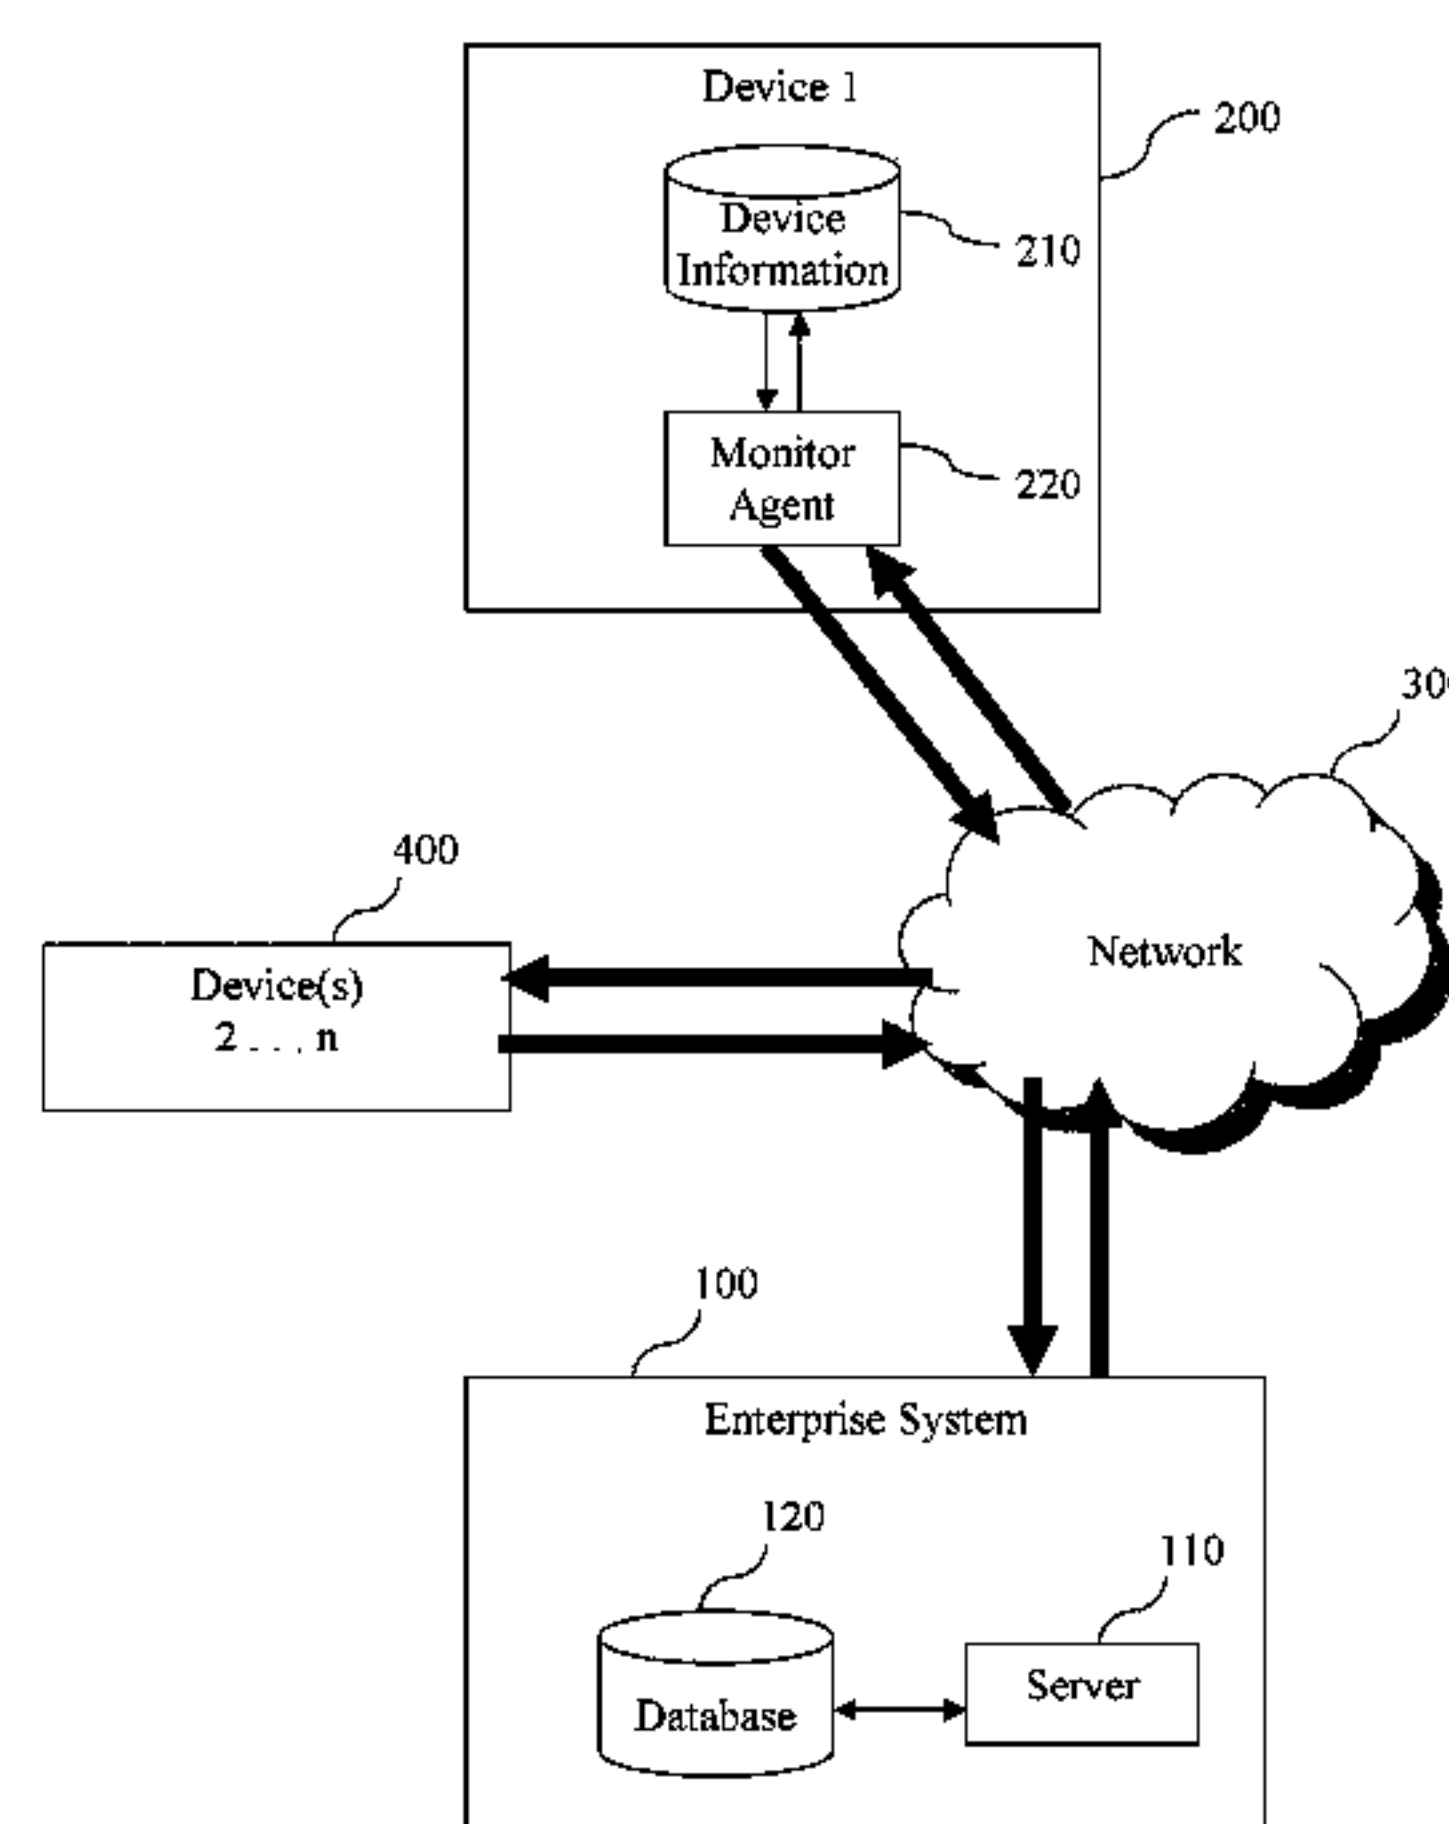 Device 1
200
Device
Information
210
Monitor
Agent
220
30
400
Device(s)
2 . . . n
Network
100
Enterprise System
120
110
Database
Server